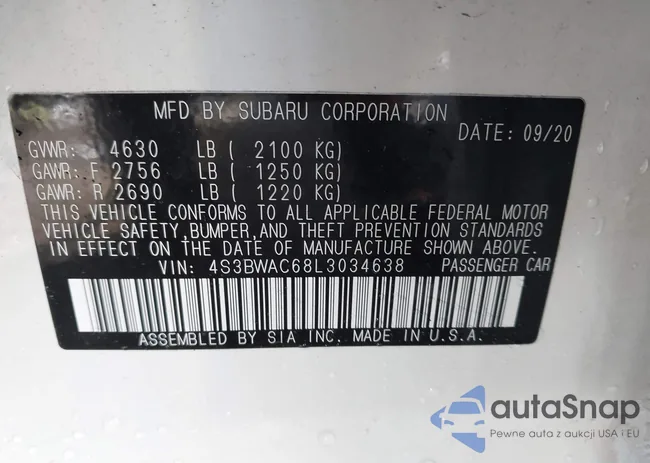 MFD BY SUBARU CORPORATION
DATE: 09/20
GVWR: 4630 LB ( 2100 KG)
GAWR: F 2756 LB ( 1250 KG)
GAWR: R 2690 LB ( 1220 KG)
THIS VEHICLE CONFORMS TO ALL APPLICABLE FEDERAL MOTOR
VEHICLE SAFETY,BUMPER,AND THEFT PREVENTION STANDARDS
IN EFFECT ON THE DATE OF MANUFACTURE SHOWN ABOVE.
VIN: 4S3BWAC68L3034638 PASSENGER CAR
ASSEMBLED BY SIA INC. MADE IN U.S.A.
autaSnap
Pewne auta z aukcji USA i EU